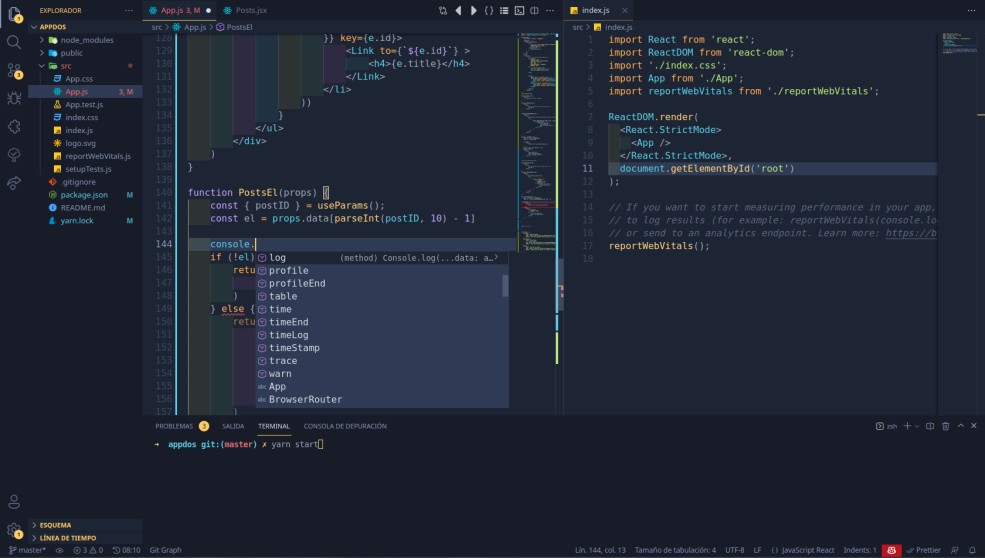 EXPLORADOR
APPDOS
node_modules
public
src
App.css
App.js 3, M
App.test.js
index.css
index.js
logo.svg
reportWebVitals.js
setupTests.js
.gitignore
package.json M
README.md
yarn.lock M
ESQUEMA
LÍNEA DE TIEMPO
App.js 3, M
Posts.jsx
src > App.js > PostsEl
128 }} key={e.id}>
129 <Link to={`${e.id}`} >
130 <h4>{e.title}</h4>
131 </Link>
132 </li>
133 ))
134 }
135 </ul>
136 </div>
137 )
138 }
139
140 function PostsEl(props) {
141 const { postID } = useParams();
142 const el = props.data[parseInt(postID, 10) - 1]
143
144 console.
145 if (!el)
146 retu
147
148 )
149 } else {
150 retu
151
152
153
154
155
156
157 )
log (method) Console.log(...data: a…>
profile
profileEnd
table
time
timeEnd
timeLog
timeStamp
trace
warn
abc App
abc BrowserRouter
index.js
src > index.js
1 import React from 'react';
2 import ReactDOM from 'react-dom';
3 import './index.css';
4 import App from './App';
5 import reportWebVitals from './reportWebVitals';
6
7 ReactDOM.render(
8 <React.StrictMode>
9 <App />
10 </React.StrictMode>,
11 document.getElementById('root')
12 );
13
14 // If you want to start measuring performance in your app,
15 // to log results (for example: reportWebVitals(console.lo
16 // or send to an analytics endpoint. Learn more: https://b
17 reportWebVitals();
18
PROBLEMAS 3 SALIDA TERMINAL CONSOLA DE DEPURACIÓN
zsh
→ appdos git:(master) ✗ yarn start
master* 3 0 08:10 Git Graph Lín. 144, col. 13 Tamaño de tabulación: 4 UTF-8 LF {} JavaScript React Indents: 1 Prettier